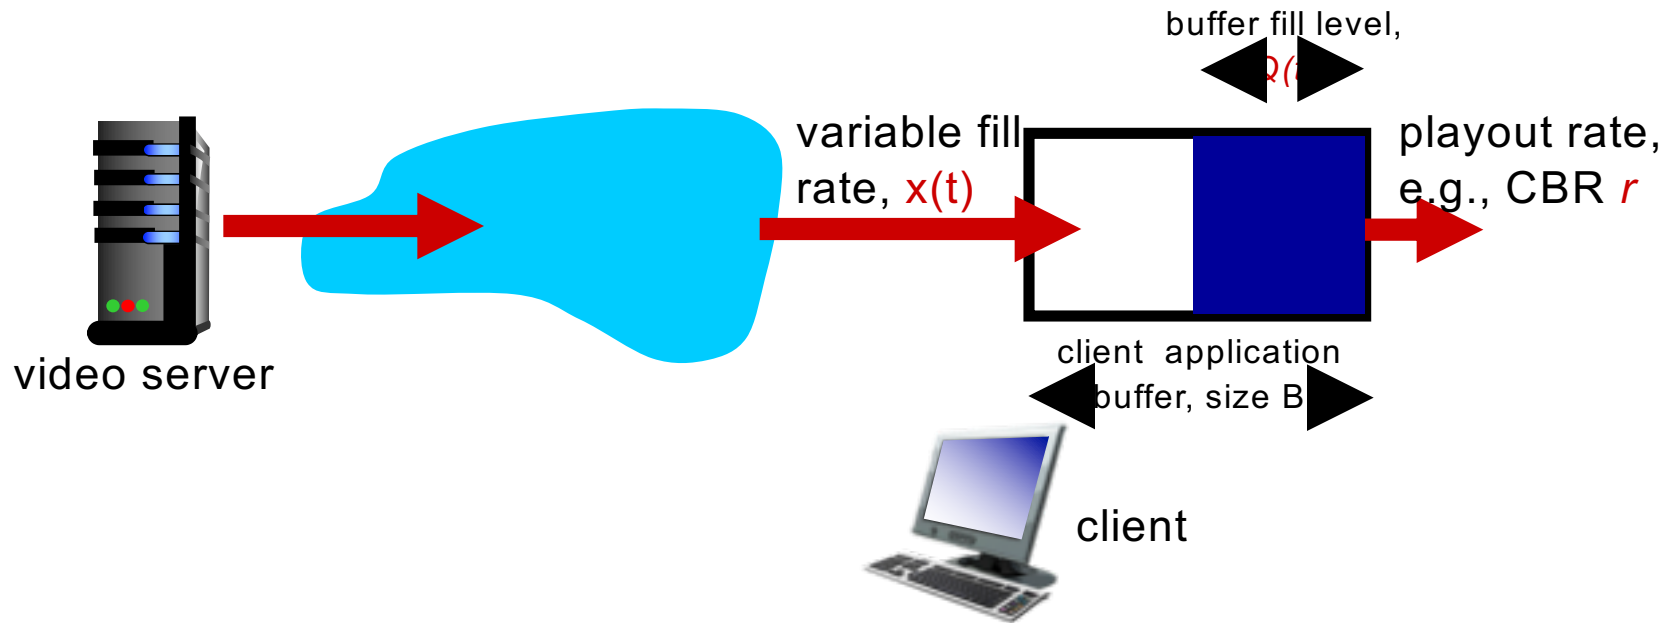 buffer fill level,
Q(t
variable fill
rate, x(t)
playout rate,
e.g., CBR r
client application
buffer, size B
video server
client